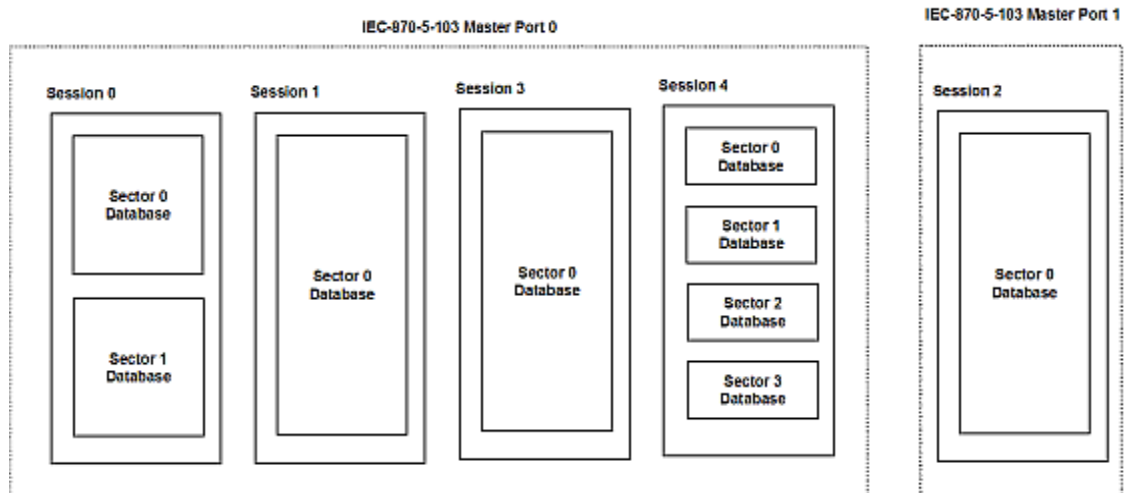 IEC-870-5-103 Master Port 0
IEC-870-5-103 Master Port 1
Session 0
Sector 0
Database
Sector 1
Database
Session 1
Sector 0
Database
Session 3
Sector 0
Database
Session 4
Sector 0
Database
Sector 1
Database
Sector 2
Database
Sector 3
Database
Session 2
Sector 0
Database